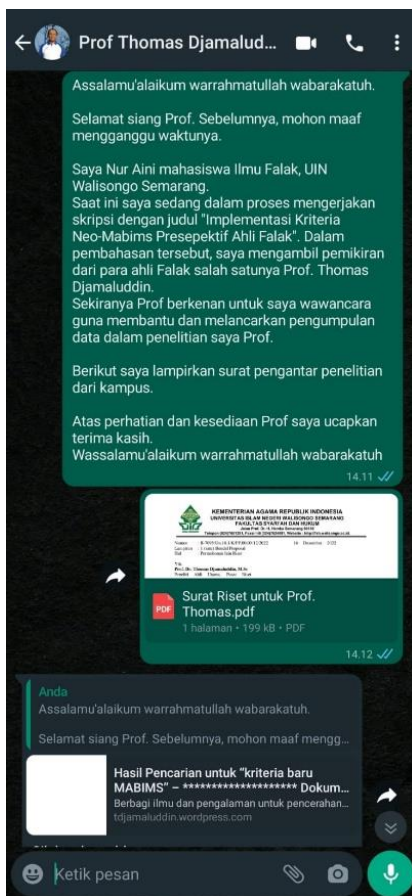 Prof Thomas Djamalud...
Assalamu'alaikum warrahmatullah wabarakatuh.
Selamat siang Prof. Sebelumnya, mohon maaf
mengganggu waktunya.
Saya Nur Aini mahasiswa Ilmu Falak, UIN
Walisongo Semarang.
Saat ini saya sedang dalam proses mengerjakan
skripsi dengan judul "Implementasi Kriteria
Neo-Mabims Presepektif Ahli Falak". Dalam
pembahasan tersebut, saya mengambil pemikiran
dari para ahli Falak salah satunya Prof. Thomas
Djamaluddin.
Sekiranya Prof berkenan untuk saya wawancara
guna membantu dan melancarkan pengumpulan
data dalam penelitian saya Prof.
Berikut saya lampirkan surat pengantar penelitian
dari kampus.
Atas perhatian dan kesediaan Prof saya ucapkan
terima kasih.
Wassalamu'alaikum warrahmatullah wabarakatuh
14.11
KEMENTERIAN AGAMA REPUBLIK INDONESIA
UNIVERSITAS ISLAM NEGERI WALISONGO SEMARANG
FAKULTAS SYARI'AH DAN HUKUM
PDF
Surat Riset untuk Prof.
Thomas.pdf
1 halaman • 199 kB • PDF
14.12
Anda
Assalamu'alaikum warrahmatullah wabarakatuh.
Selamat siang Prof. Sebelumnya, mohon maaf mengg...
Hasil Pencarian untuk “kriteria baru
MABIMS” – ******************** Dokum...
Berbagi ilmu dan pengalaman untuk pencerahan...
tdjamaluddin.wordpress.com
Ketik pesan